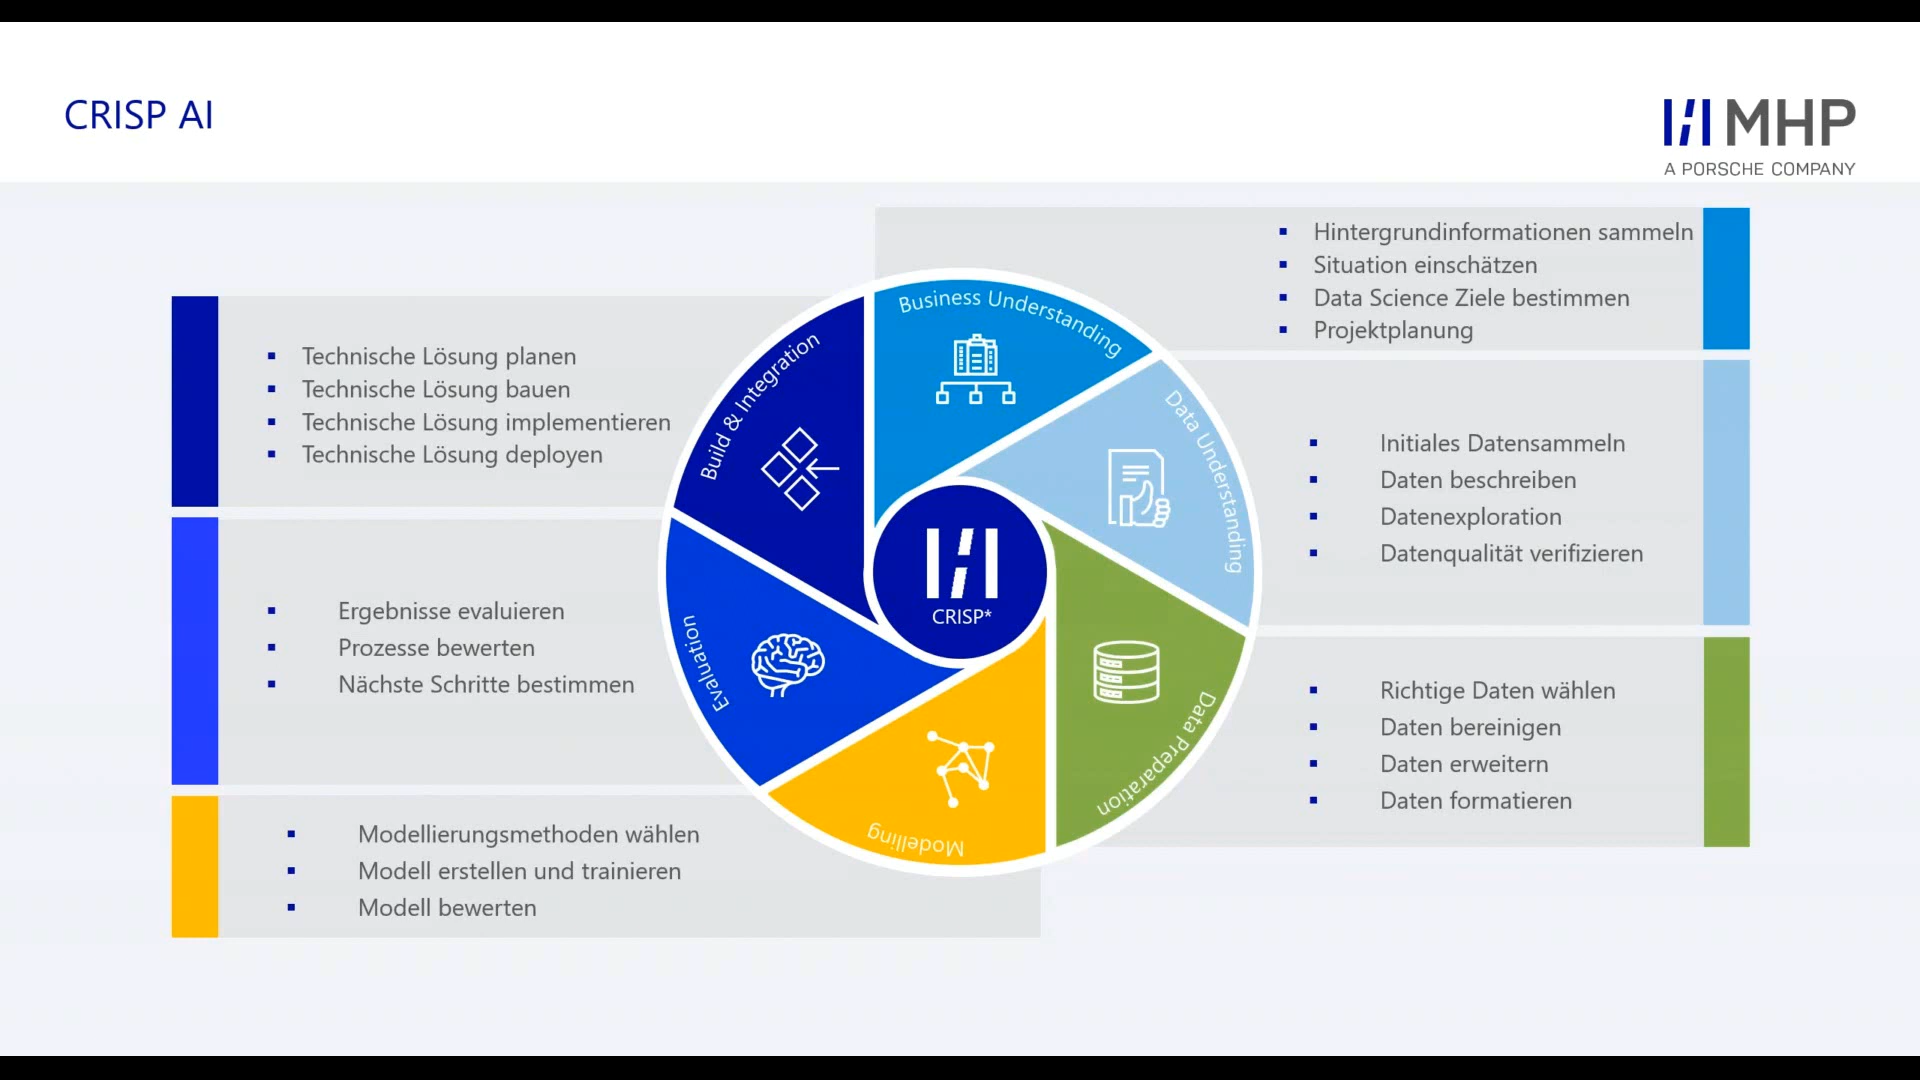 CRISP AI
MHP
A PORSCHE COMPANY
Hintergrundinformationen sammeln
Situation einschätzen
Data Science Ziele bestimmen
Projektplanung
Business Understanding
Technische Lösung planen
Technische Lösung bauen
Technische Lösung implementieren
Technische Lösung deployen
Build & Integration
Data Understanding
Initiales Datensammeln
Daten beschreiben
Datenexploration
Datenqualität verifizieren
CRISP*
Ergebnisse evaluieren
Prozesse bewerten
Nächste Schritte bestimmen
Evaluation
Data Preparation
Richtige Daten wählen
Daten bereinigen
Daten erweitern
Daten formatieren
Modellierungsmethoden wählen
Modell erstellen und trainieren
Modell bewerten
Modelling